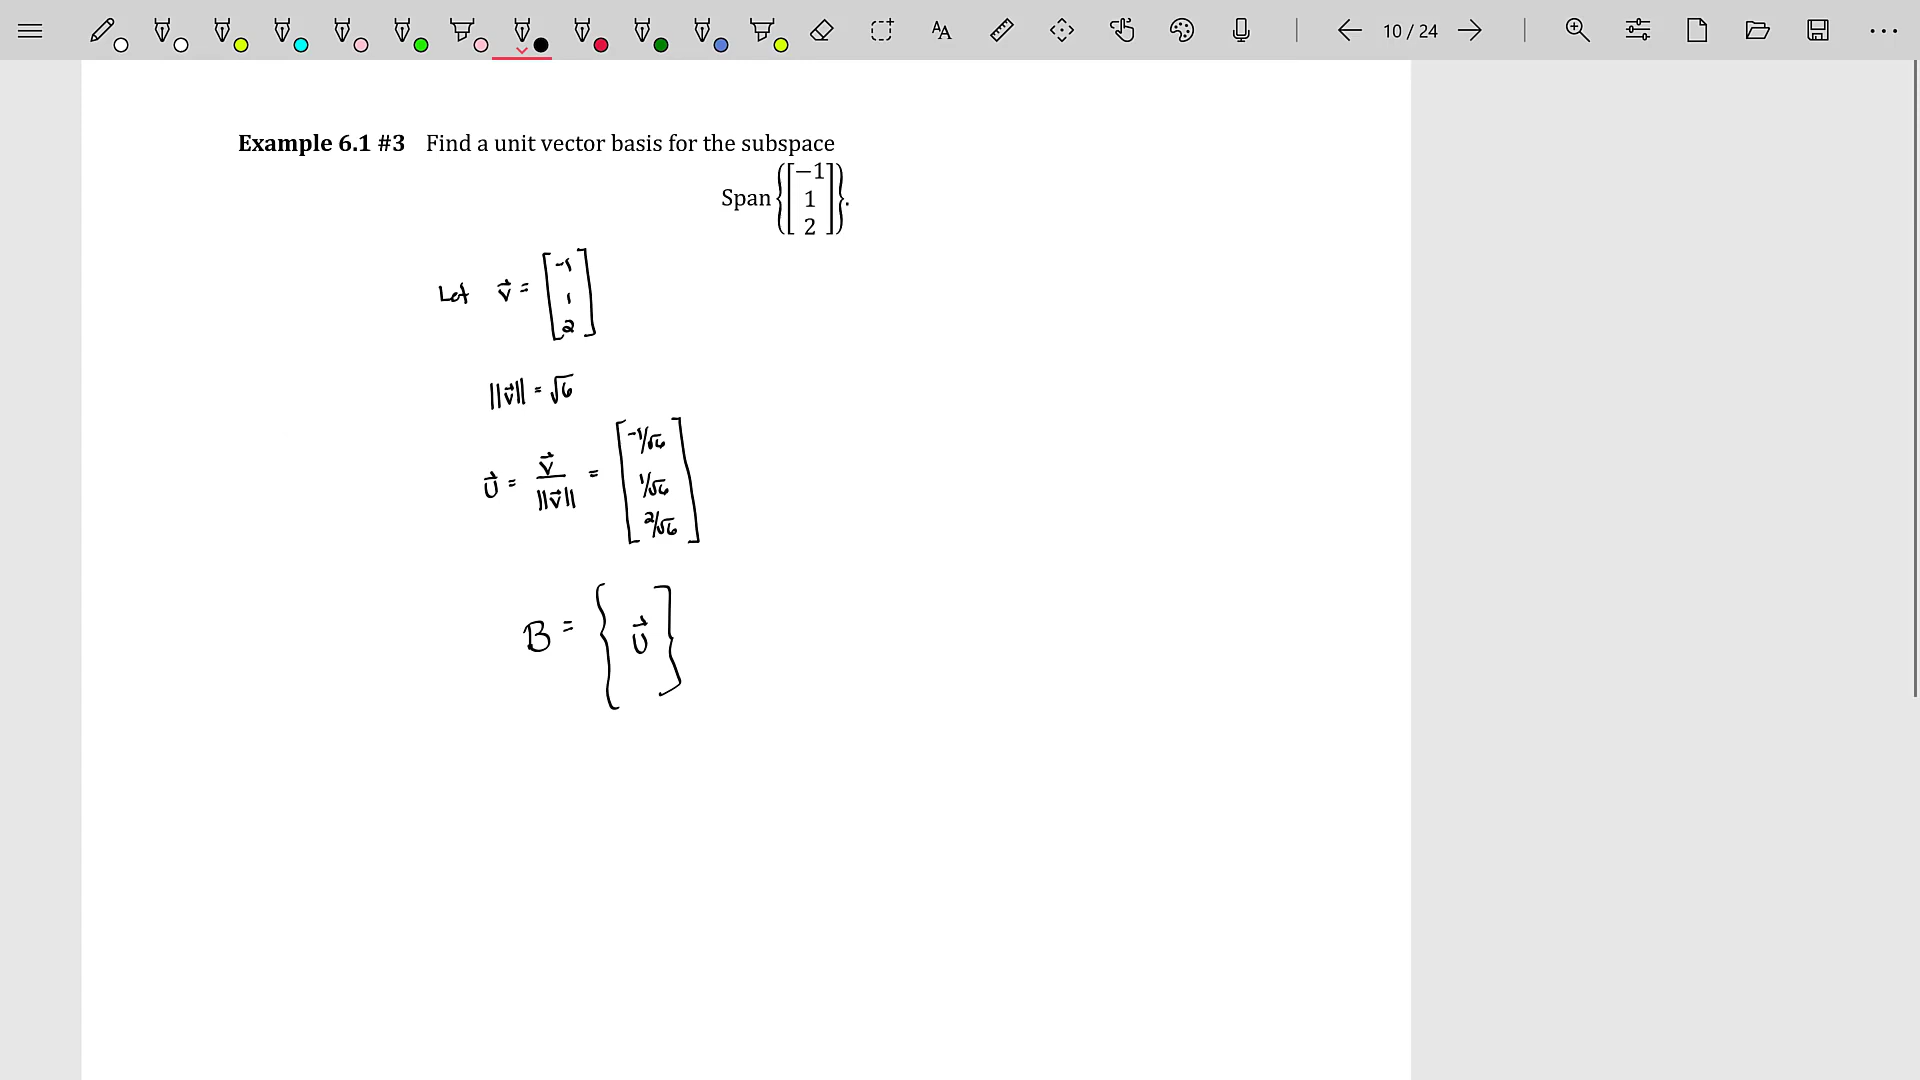 10 / 24
Example 6.1 #3 Find a unit vector basis for the subspace
Span {[−1 1 2]}.
Let v⃗ = [-1 1 2]
||v⃗|| = √6
u⃗ = v⃗/||v⃗|| = [-1/√6 1/√6 2/√6]
B = {u⃗}